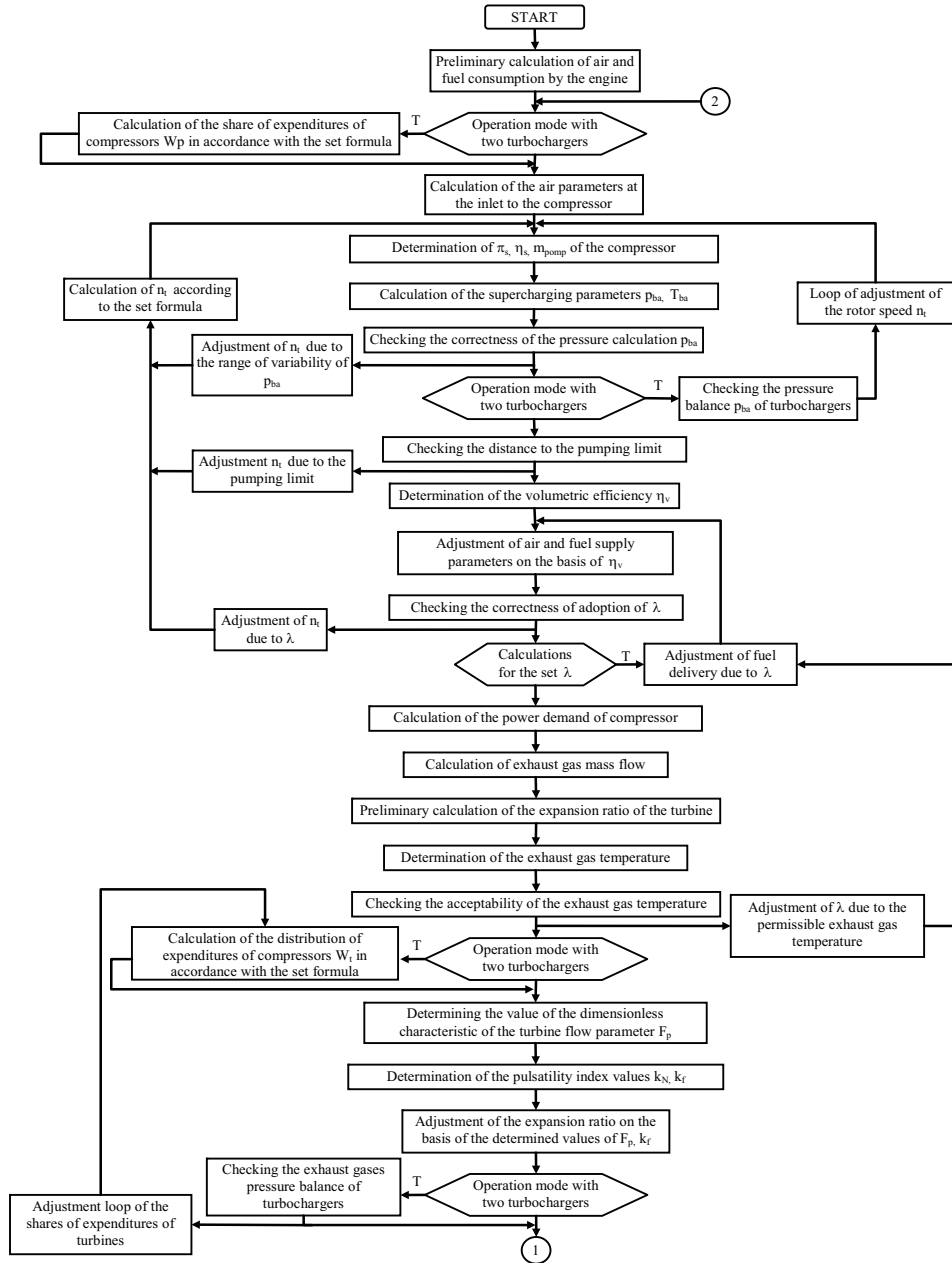 START
Preliminary calculation of air and
fuel consumption by the engine
2
Calculation of the share of expenditures of
compressors Wp in accordance with the set formula
T
Operation mode with
two turbochargers
Calculation of the air parameters at
the inlet to the compressor
Determination of πs, ηs, mpomp of the compressor
Calculation of nt according
to the set formula
Calculation of the supercharging parameters pba, Tba
Loop of adjustment of
the rotor speed nt
Checking the correctness of the pressure calculation pba
Adjustment of nt due to
the range of variability of
pba
Operation mode with
two turbochargers
T
Checking the pressure
balance pba of turbochargers
Checking the distance to the pumping limit
Adjustment nt due to the
pumping limit
Determination of the volumetric efficiency ηv
Adjustment of air and fuel supply
parameters on the basis of ηv
Checking the correctness of adoption of λ
Adjustment of nt
due to λ
Calculations
for the set λ
T
Adjustment of fuel
delivery due to λ
Calculation of the power demand of compressor
Calculation of exhaust gas mass flow
Preliminary calculation of the expansion ratio of the turbine
Determination of the exhaust gas temperature
Checking the acceptability of the exhaust gas temperature
Adjustment of λ due to the
permissible exhaust gas
temperature
Calculation of the distribution of
expenditures of compressors Wt in
accordance with the set formula
T
Operation mode with
two turbochargers
Determining the value of the dimensionless
characteristic of the turbine flow parameter Fp
Determination of the pulsatility index values kN, kf
Adjustment of the expansion ratio on the
basis of the determined values of Fp, kf
Checking the exhaust gases
pressure balance of
turbochargers
T
Operation mode with
two turbochargers
Adjustment loop of the
shares of expenditures of
turbines
1